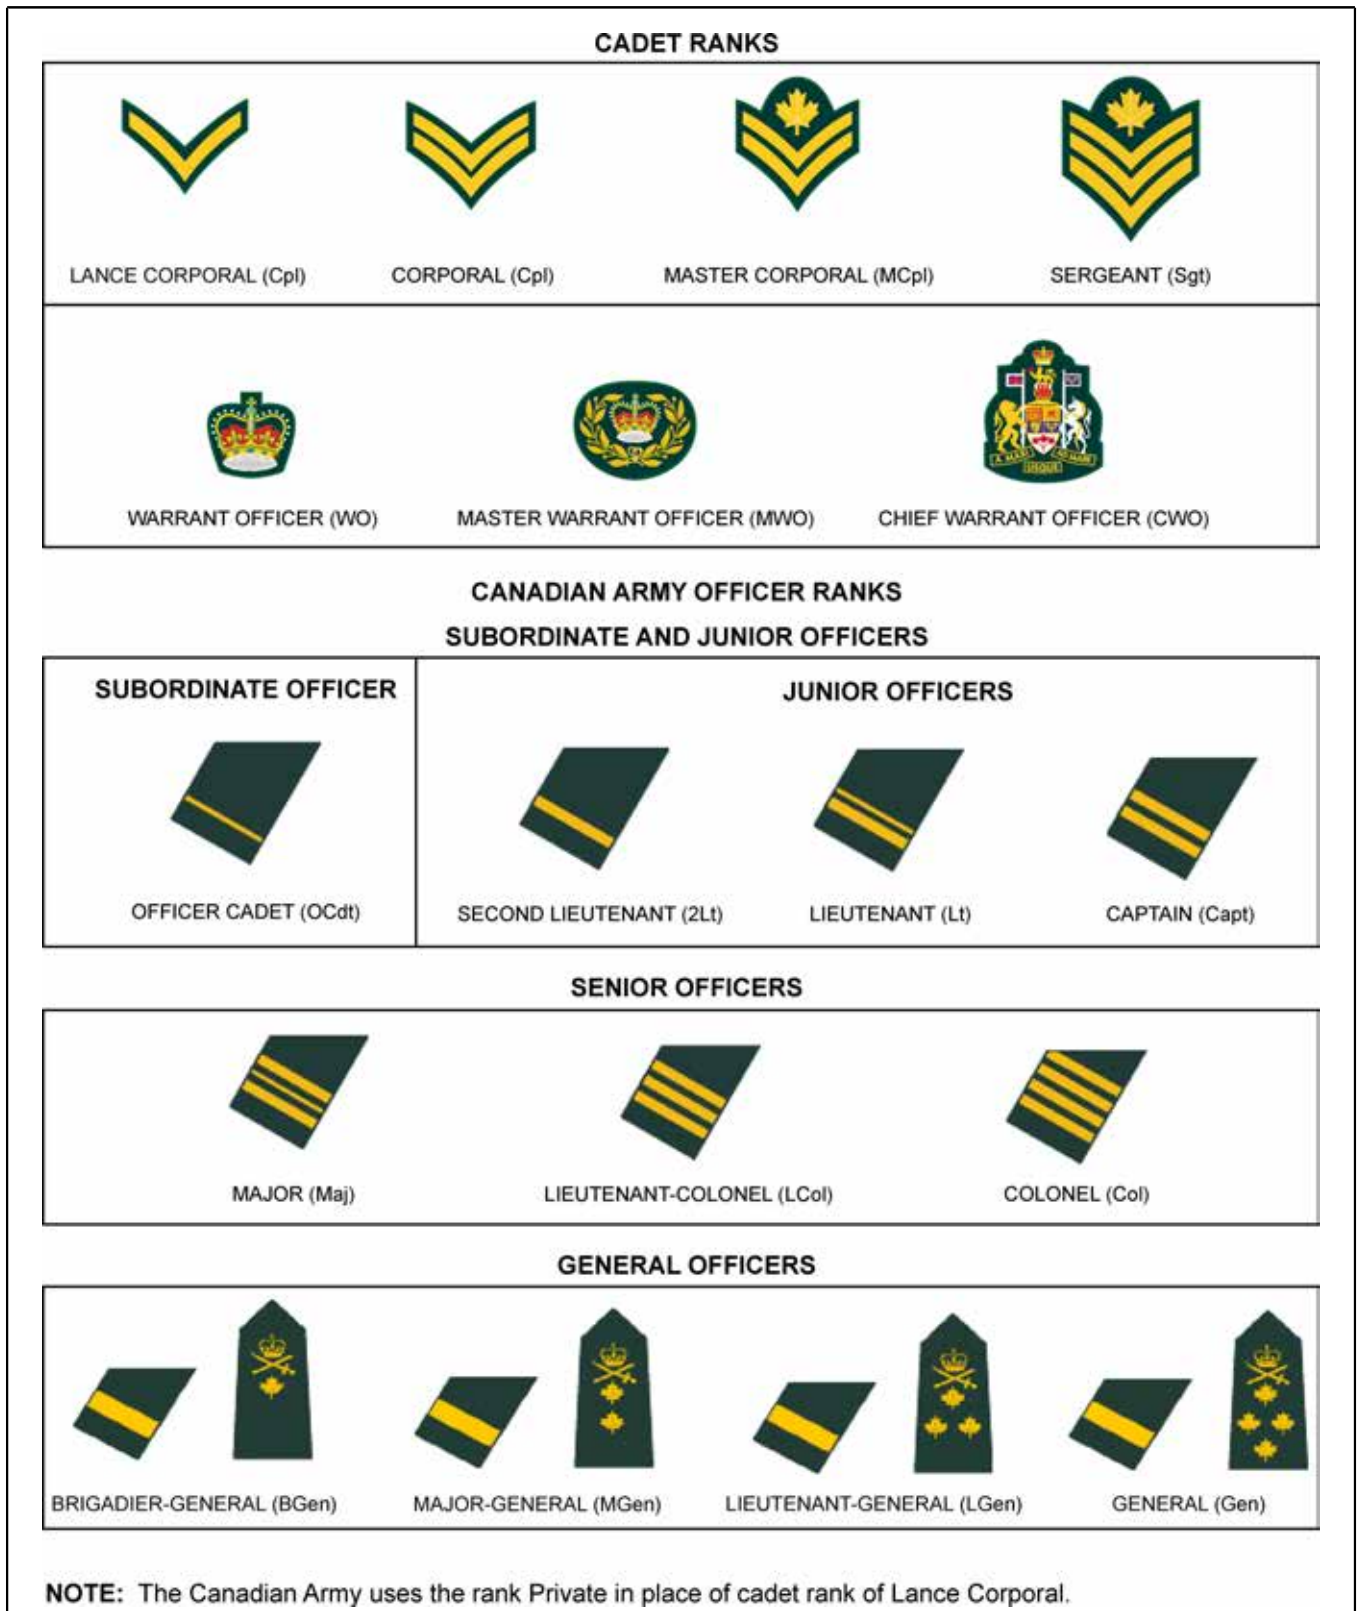 CADET RANKS
LANCE CORPORAL (Cpl) CORPORAL (Cpl) MASTER CORPORAL (MCpl) SERGEANT (Sgt)
A MARI USQUE AD MARE
WARRANT OFFICER (WO) MASTER WARRANT OFFICER (MWO) CHIEF WARRANT OFFICER (CWO)
CANADIAN ARMY OFFICER RANKS
SUBORDINATE AND JUNIOR OFFICERS
SUBORDINATE OFFICER JUNIOR OFFICERS
OFFICER CADET (OCdt) SECOND LIEUTENANT (2Lt) LIEUTENANT (Lt) CAPTAIN (Capt)
SENIOR OFFICERS
MAJOR (Maj) LIEUTENANT-COLONEL (LCol) COLONEL (Col)
GENERAL OFFICERS
BRIGADIER-GENERAL (BGen) MAJOR-GENERAL (MGen) LIEUTENANT-GENERAL (LGen) GENERAL (Gen)
NOTE: The Canadian Army uses the rank Private in place of cadet rank of Lance Corporal.